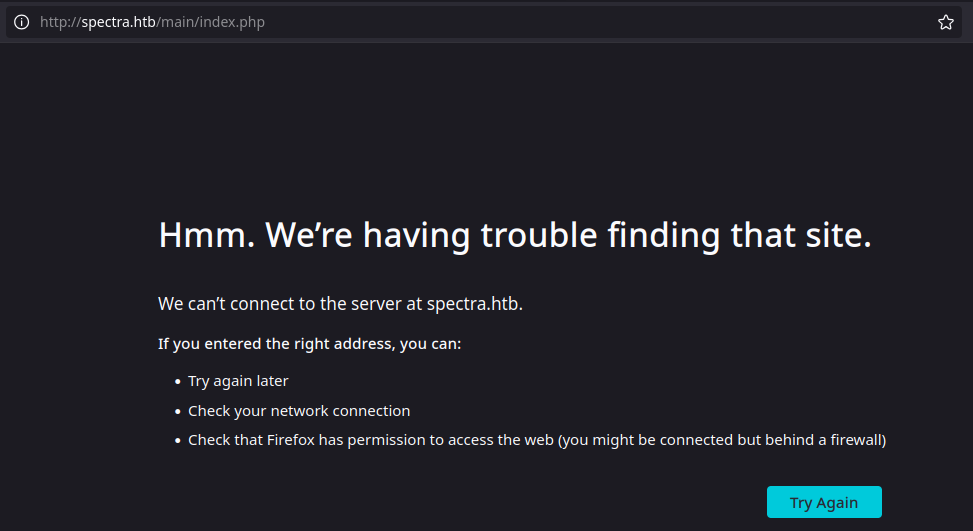 http://spectra.htb/main/index.php
Hmm. We’re having trouble finding that site.
We can’t connect to the server at spectra.htb.
If you entered the right address, you can:
• Try again later
• Check your network connection
• Check that Firefox has permission to access the web (you might be connected but behind a firewall)
Try Again